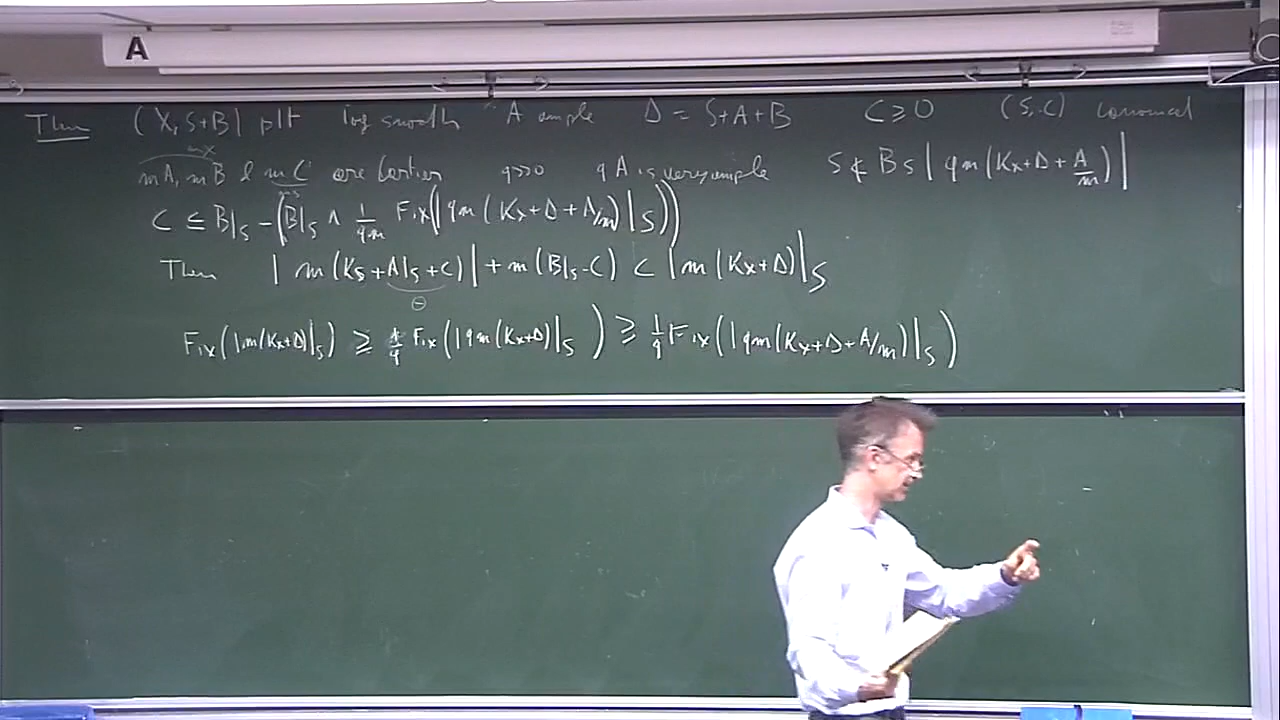 A
Thm (X, S+B) plt log smooth A ample Δ = S+A+B C ≥ 0 (S, C) canonical
mA, mB & mC are Cartier q>>0 qA is very ample S ⊄ Bs | qm (K_X+Δ+A/m) |
C ≤ B|_S - (B|_S ∧ 1/qm Fix(|qm (K_X+Δ+A/m)|_S))
Then | m (K_S+A|_S+C) | + m (B|_S-C) ⊂ |m (K_X+Δ)|_S
Θ
Fix(|m(K_X+Δ)|_S) ≥ 1/q Fix(|qm(K_X+Δ)|_S) ≥ 1/q Fix(|qm(K_X+Δ+A/m)|_S)